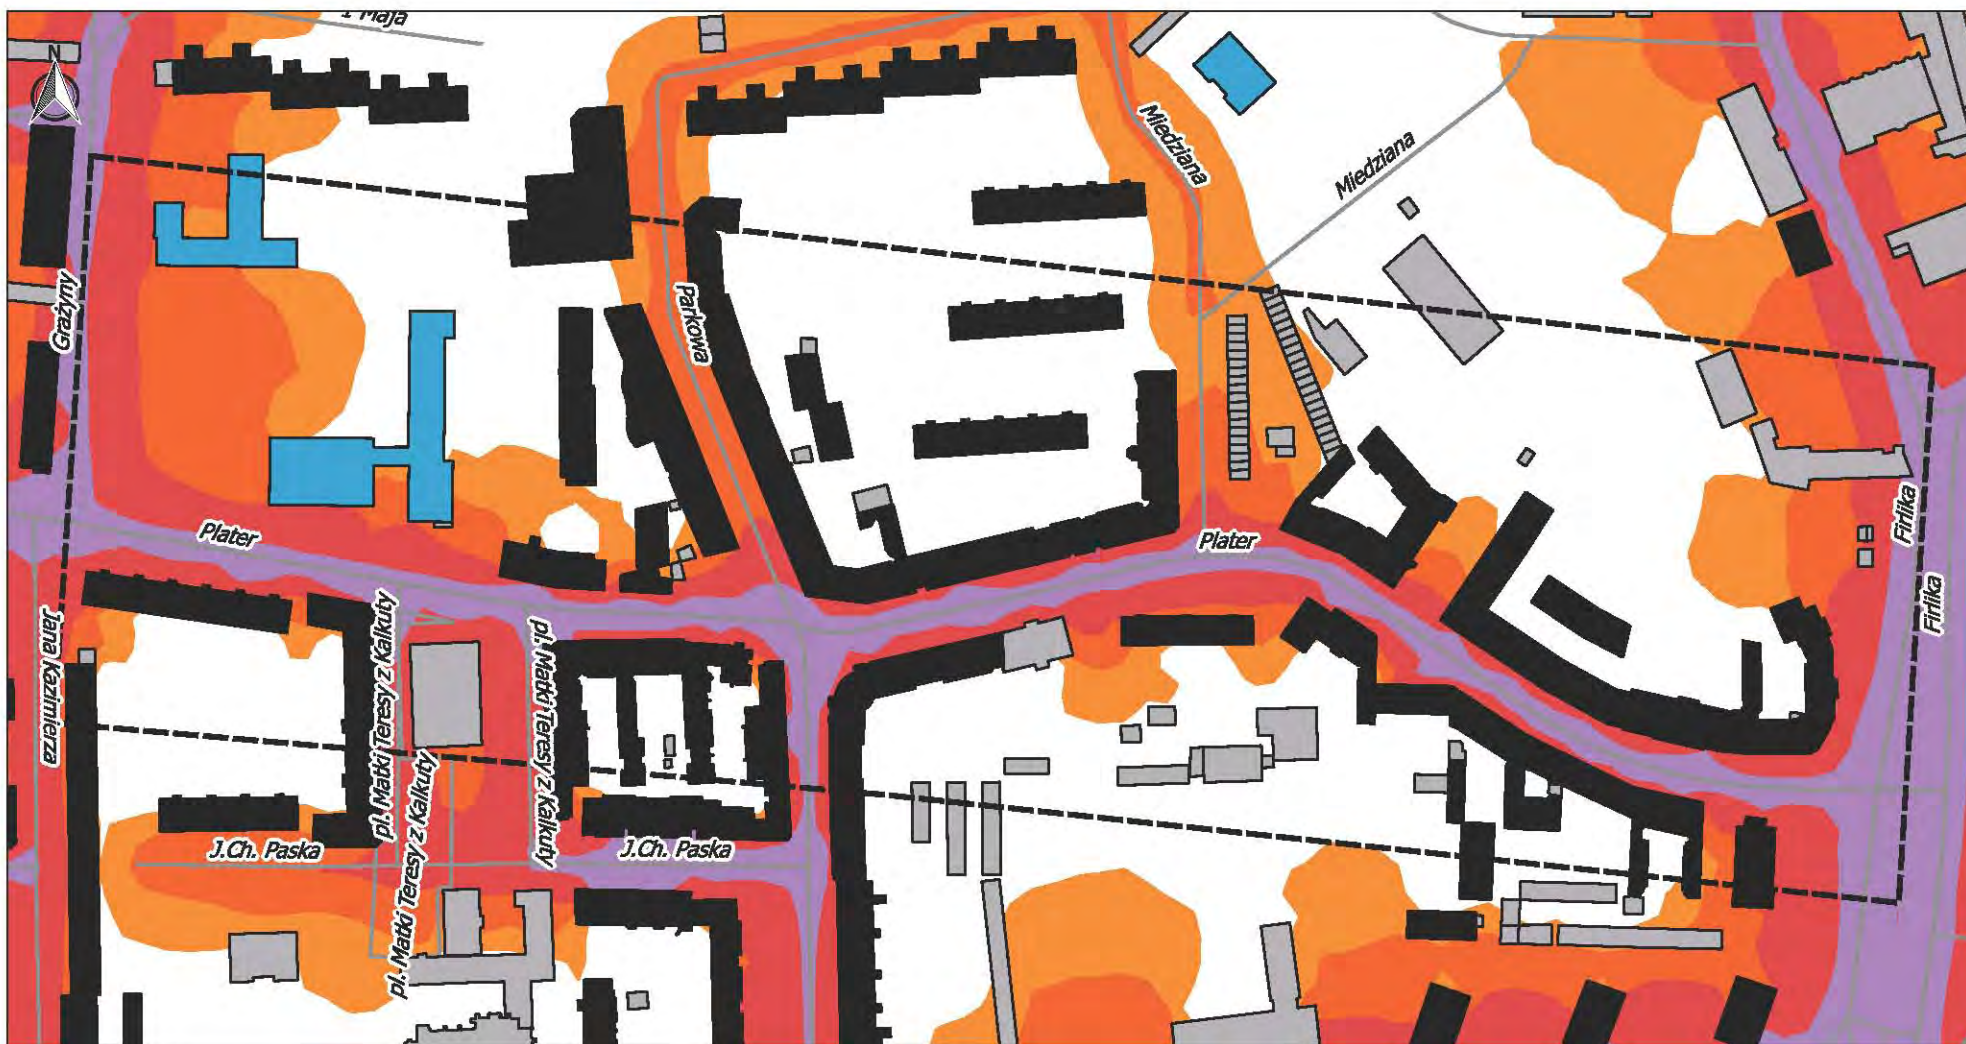 1 Maja
N
Miedziana
Miedziana
Grażyny
Parkowa
Plater
Plater
Firlika
Firlika
Jana Kazimierza
pl. Matki Teresy z Kalkuty
pl. Matki Teresy z Kalkuty
pl. Matki Teresy z Kalkuty
J.Ch. Paska
J.Ch. Paska